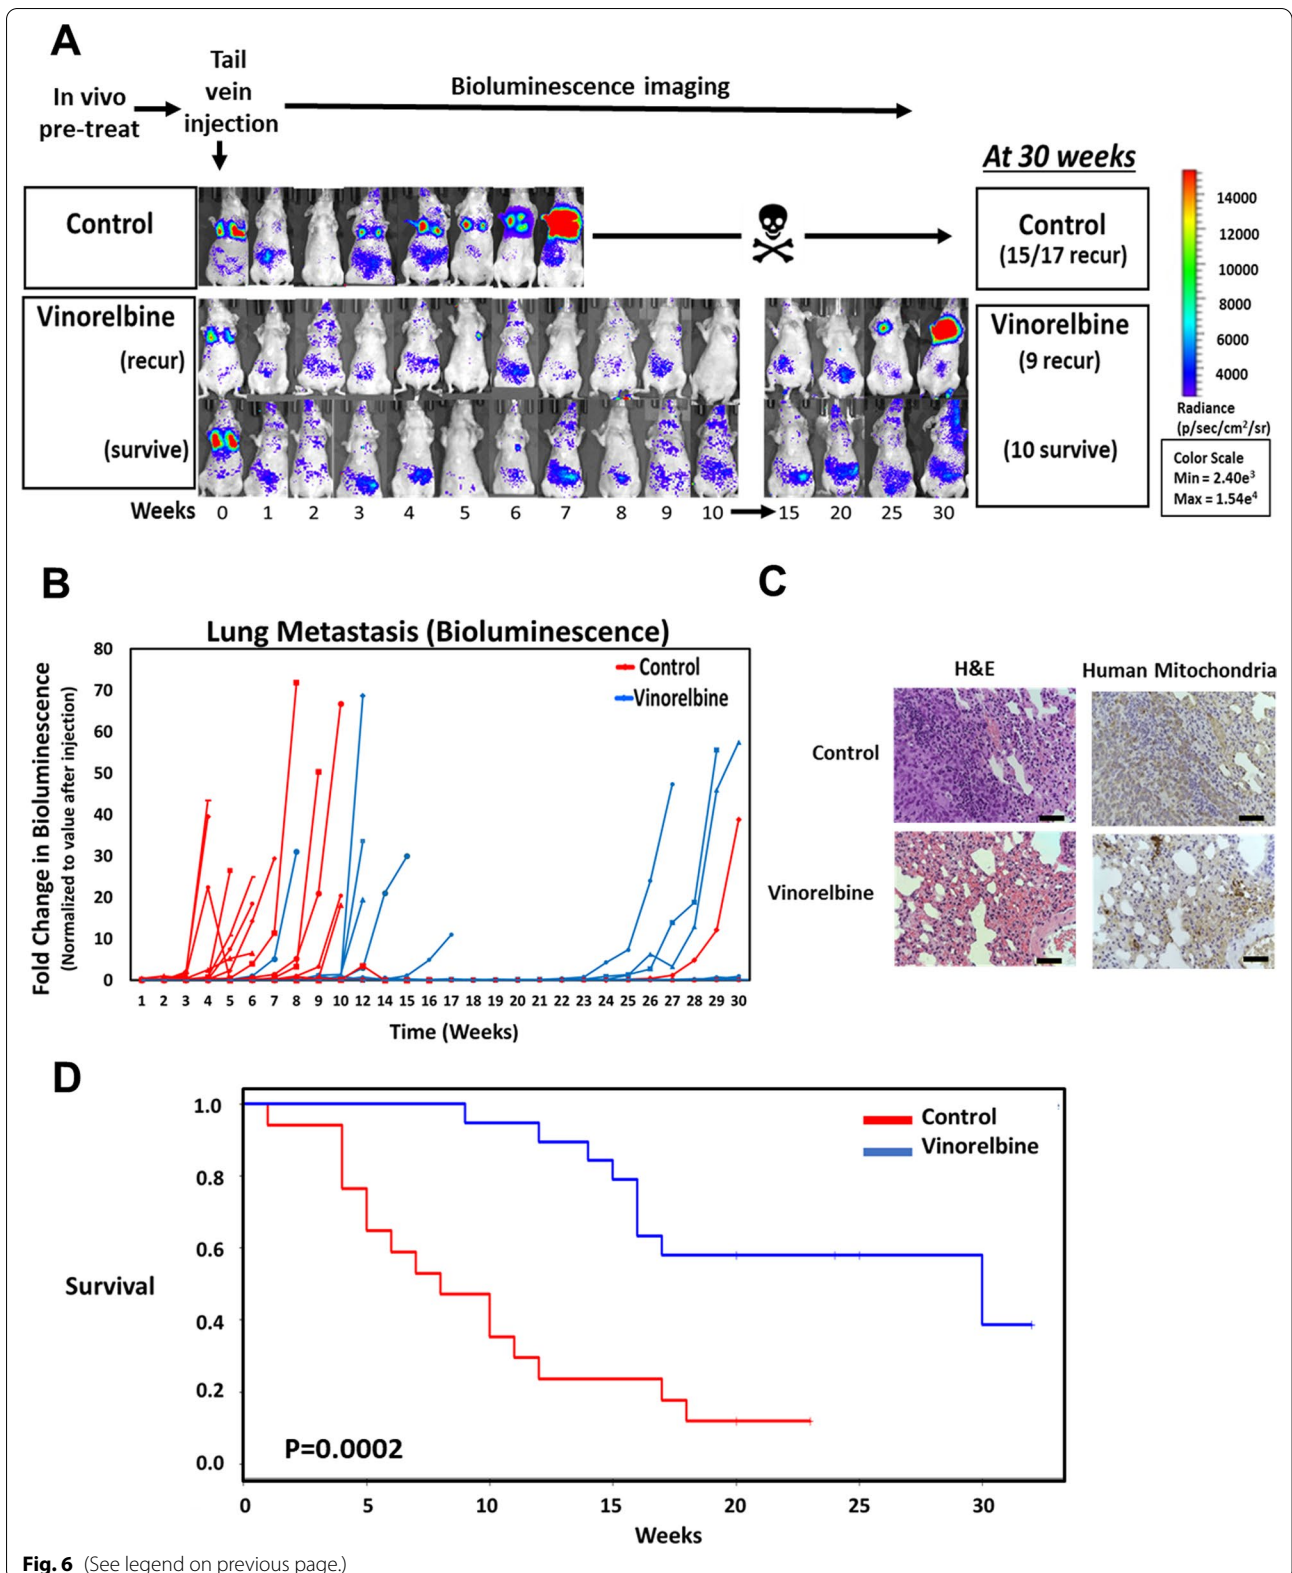 A
In vivo
pre-treat
Tail
vein
injection
Bioluminescence imaging
At 30 weeks
Control
Control
(15/17 recur)
Vinorelbine
(recur)
(survive)
Vinorelbine
(9 recur)
(10 survive)
14000
12000
10000
8000
6000
4000
Radiance
(p/sec/cm²/sr)
Color Scale
Min = 2.40e³
Max = 1.54e⁴
Weeks 0 1 2 3 4 5 6 7 8 9 10 15 20 25 30
B
Lung Metastasis (Bioluminescence)
Fold Change in Bioluminescence
(Normalized to value after injection)
80
70
60
50
40
30
20
10
0
Control
Vinorelbine
1 2 3 4 5 6 7 8 9 10 12 14 15 16 17 18 19 20 21 22 23 24 25 26 27 28 29 30
Time (Weeks)
C
H&E
Human Mitochondria
Control
Vinorelbine
D
Survival
1.0
0.8
0.6
0.4
0.2
0.0
Control
Vinorelbine
P=0.0002
0 5 10 15 20 25 30
Weeks
Fig. 6 (See legend on previous page.)